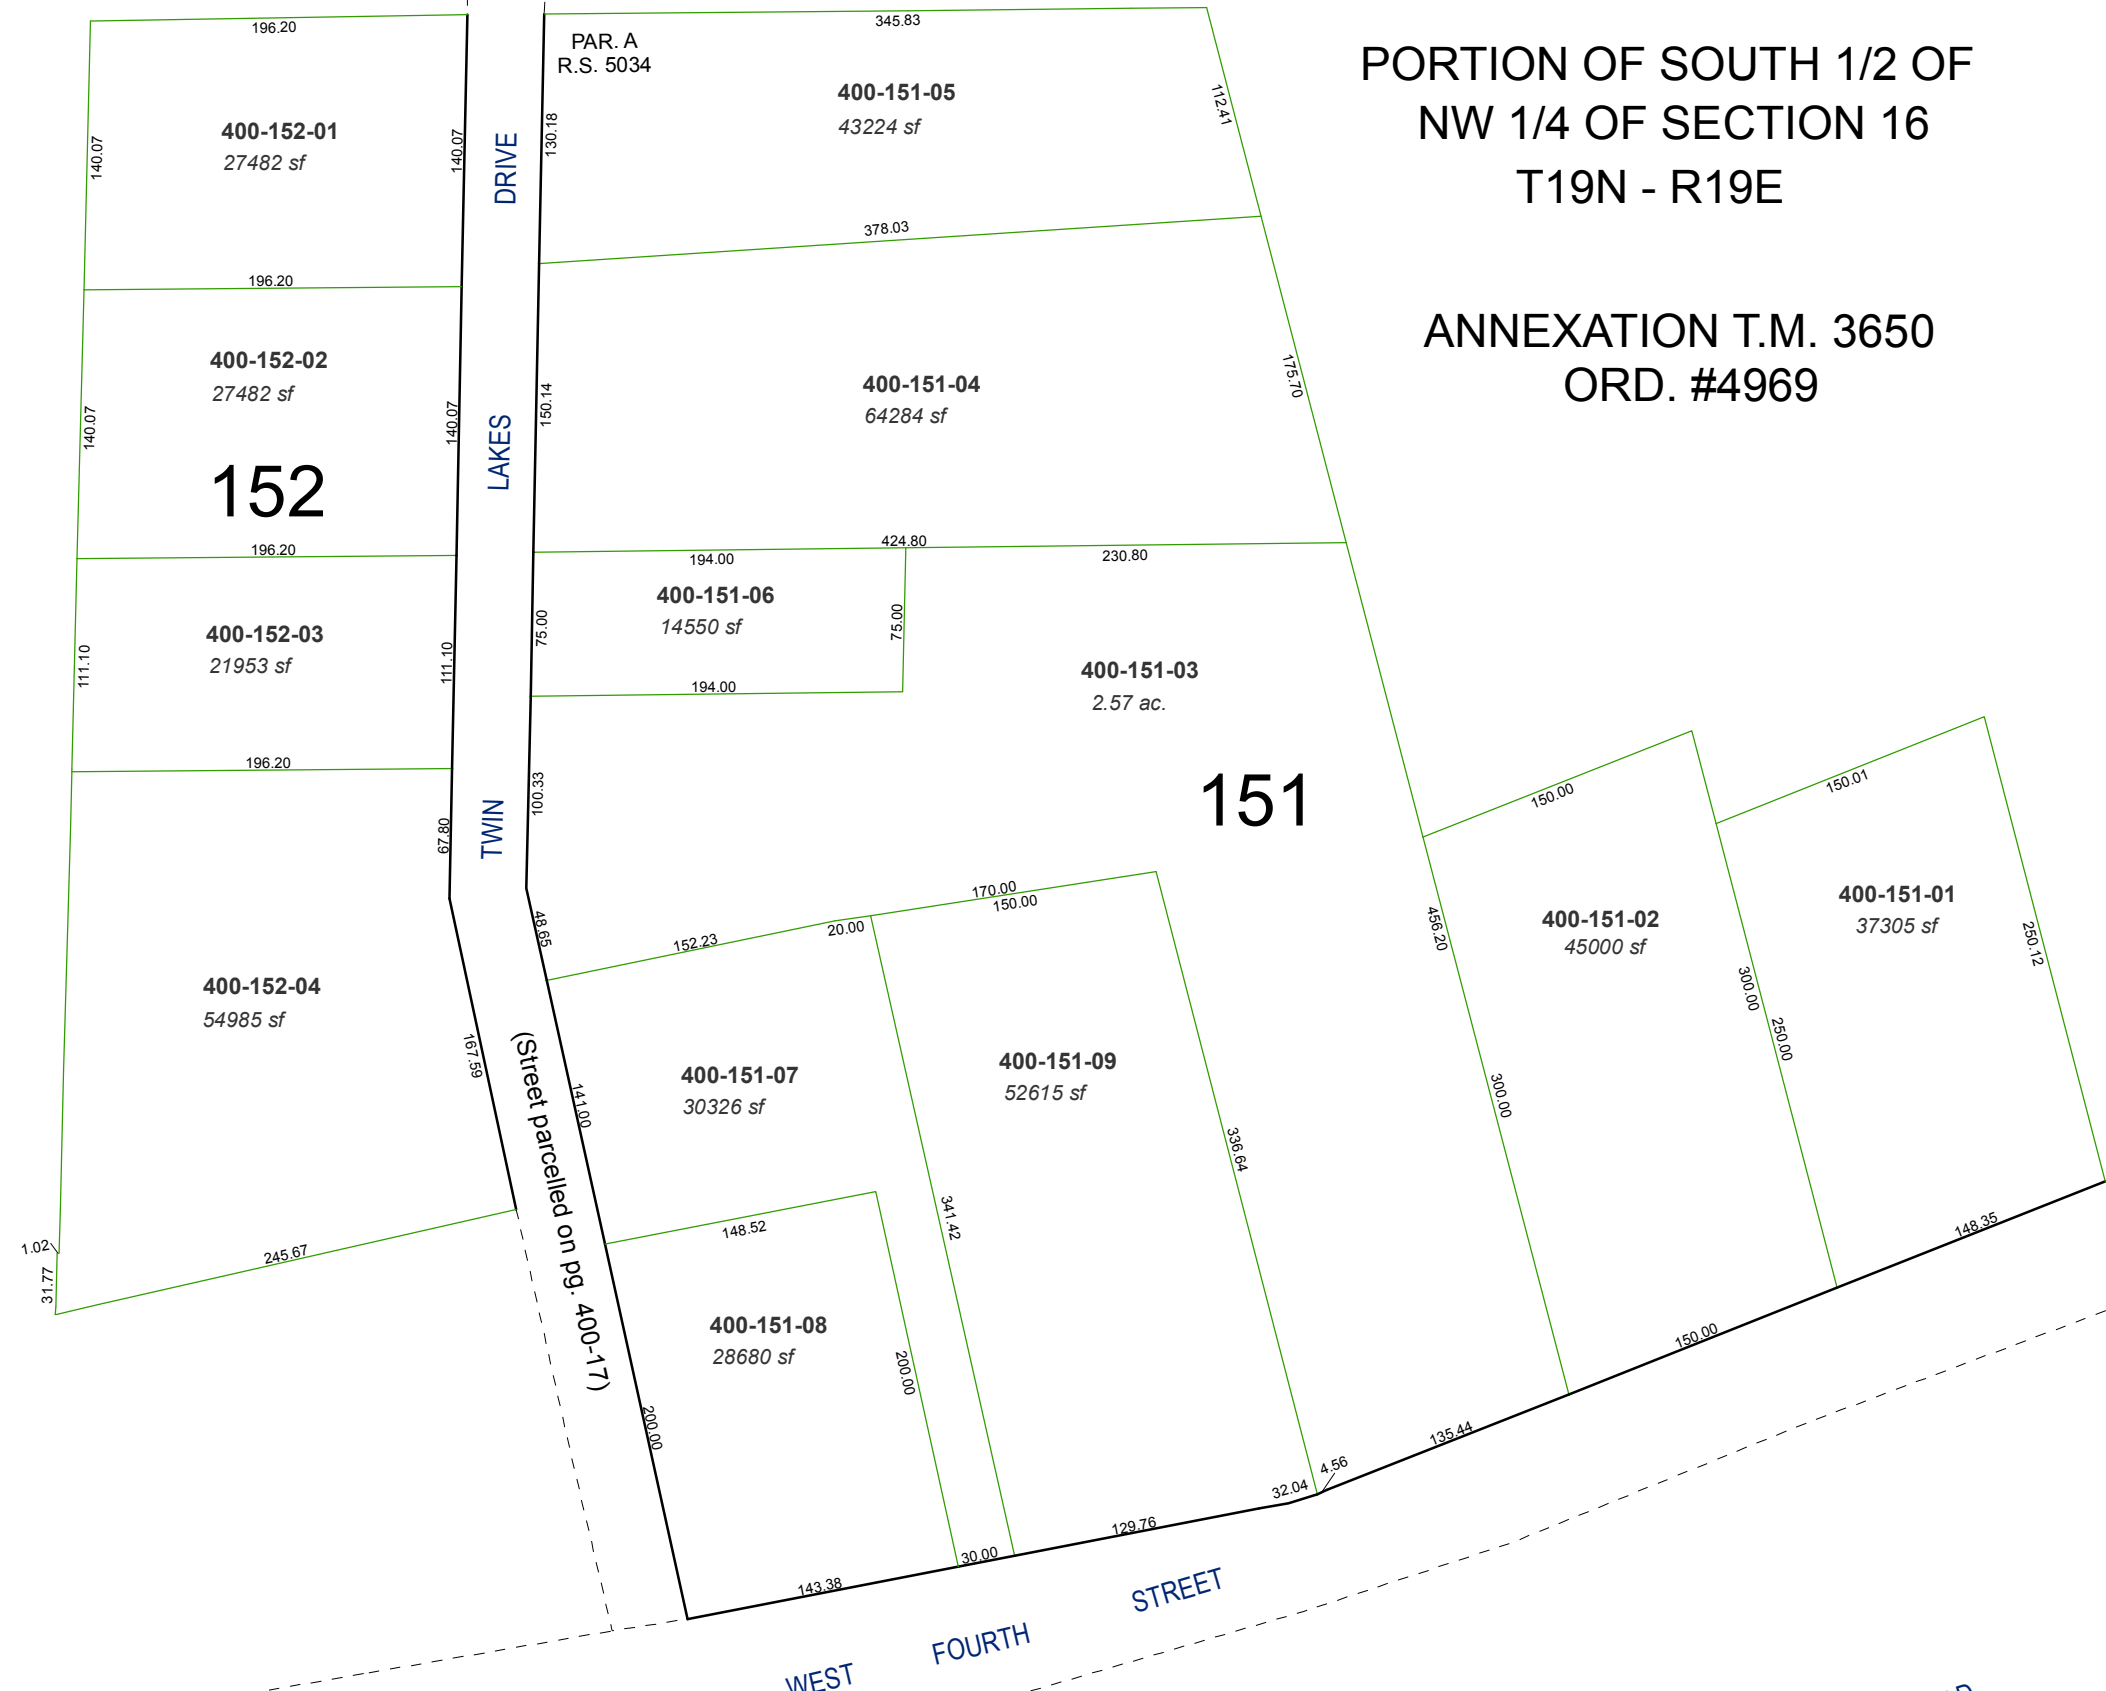 196.20
345.83
PAR. A
R.S. 5034
PORTION OF SOUTH 1/2 OF
NW 1/4 OF SECTION 16
T19N - R19E
ANNEXATION T.M. 3650
ORD. #4969
400-152-01
27482 sf
140.07
140.07
DRIVE
130.18
400-151-05
43224 sf
112.41
196.20
378.03
400-152-02
27482 sf
140.07
140.07
152
LAKES
150.14
400-151-04
64284 sf
175.70
196.20
424.80
194.00
230.80
400-152-03
21953 sf
111.10
111.10
75.00
400-151-06
14550 sf
75.00
194.00
400-151-03
2.57 ac.
151
196.20
67.80
TWIN
100.33
150.00
150.01
48.65
152.23
20.00
170.00
150.00
456.20
400-151-02
45000 sf
300.00
300.00
250.00
400-151-01
37305 sf
250.12
400-152-04
54985 sf
167.59
(Street parcelled on pg. 400-17)
141.00
400-151-07
30326 sf
400-151-09
52615 sf
341.42
336.64
1.02
31.77
245.67
148.52
400-151-08
28680 sf
200.00
200.00
143.38
30.00
129.76
32.04
4.56
135.44
150.00
148.35
WEST FOURTH STREET